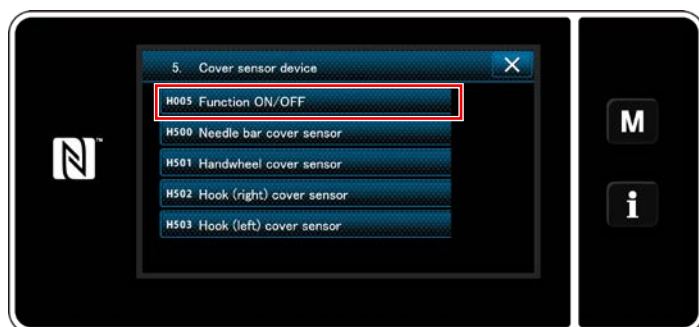 5. Cover sensor device
H005 Function ON/OFF
H500 Needle bar cover sensor
H501 Handwheel cover sensor
H502 Hook (right) cover sensor
H503 Hook (left) cover sensor
M
i